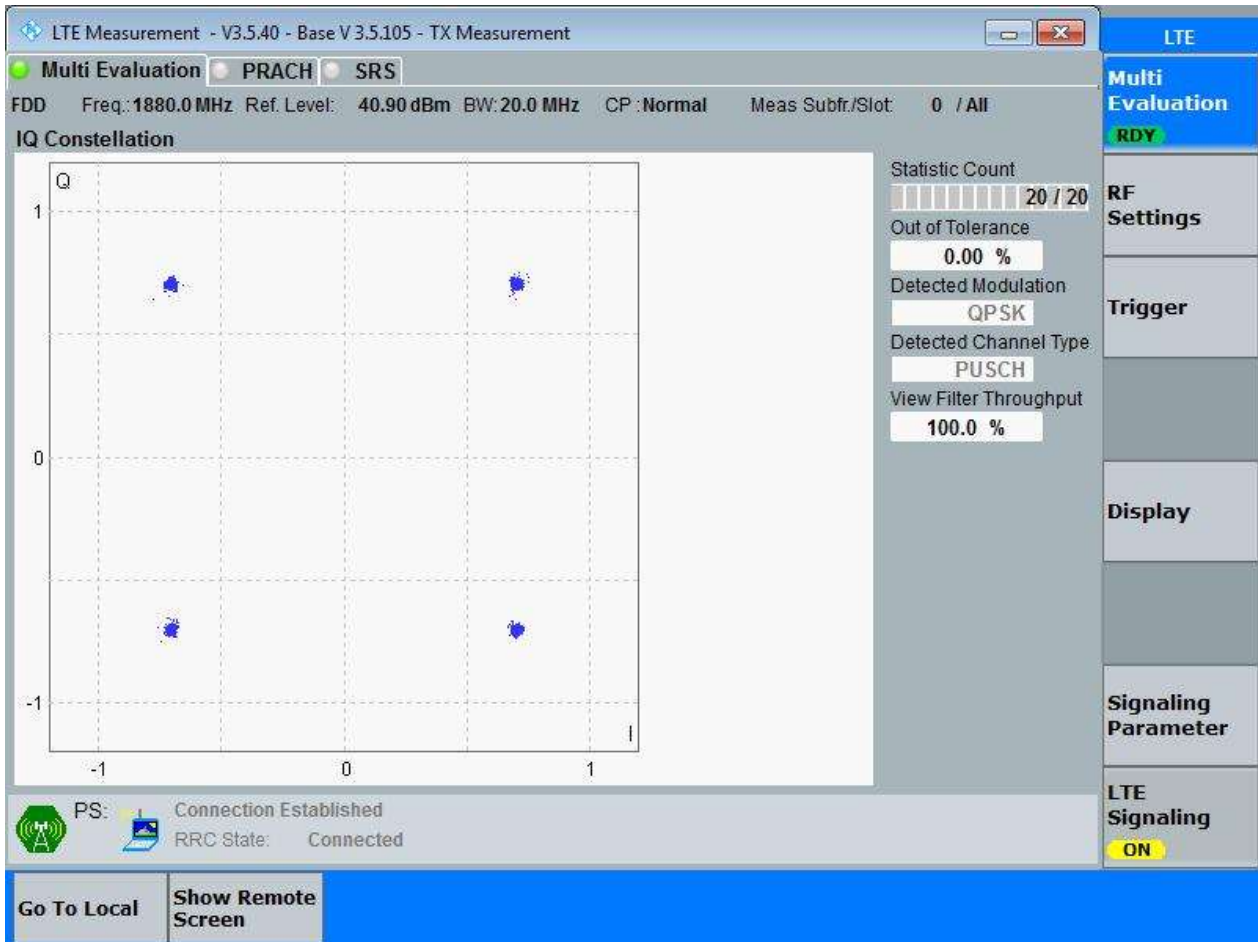 LTE Measurement - V3.5.40 - Base V 3.5.105 - TX Measurement
LTE
Multi Evaluation PRACH SRS
Multi
Evaluation
RDY
FDD Freq.: 1880.0 MHz Ref. Level: 40.90 dBm BW: 20.0 MHz CP : Normal Meas Subfr./Slot: 0 / All
IQ Constellation
Q
1
0
-1
I
-1 0 1
Statistic Count
20 / 20
Out of Tolerance
0.00 %
Detected Modulation
QPSK
Detected Channel Type
PUSCH
View Filter Throughput
100.0 %
RF
Settings
Trigger
Display
Signaling
Parameter
LTE
Signaling
ON
PS: Connection Established
RRC State: Connected
Go To Local
Show Remote
Screen